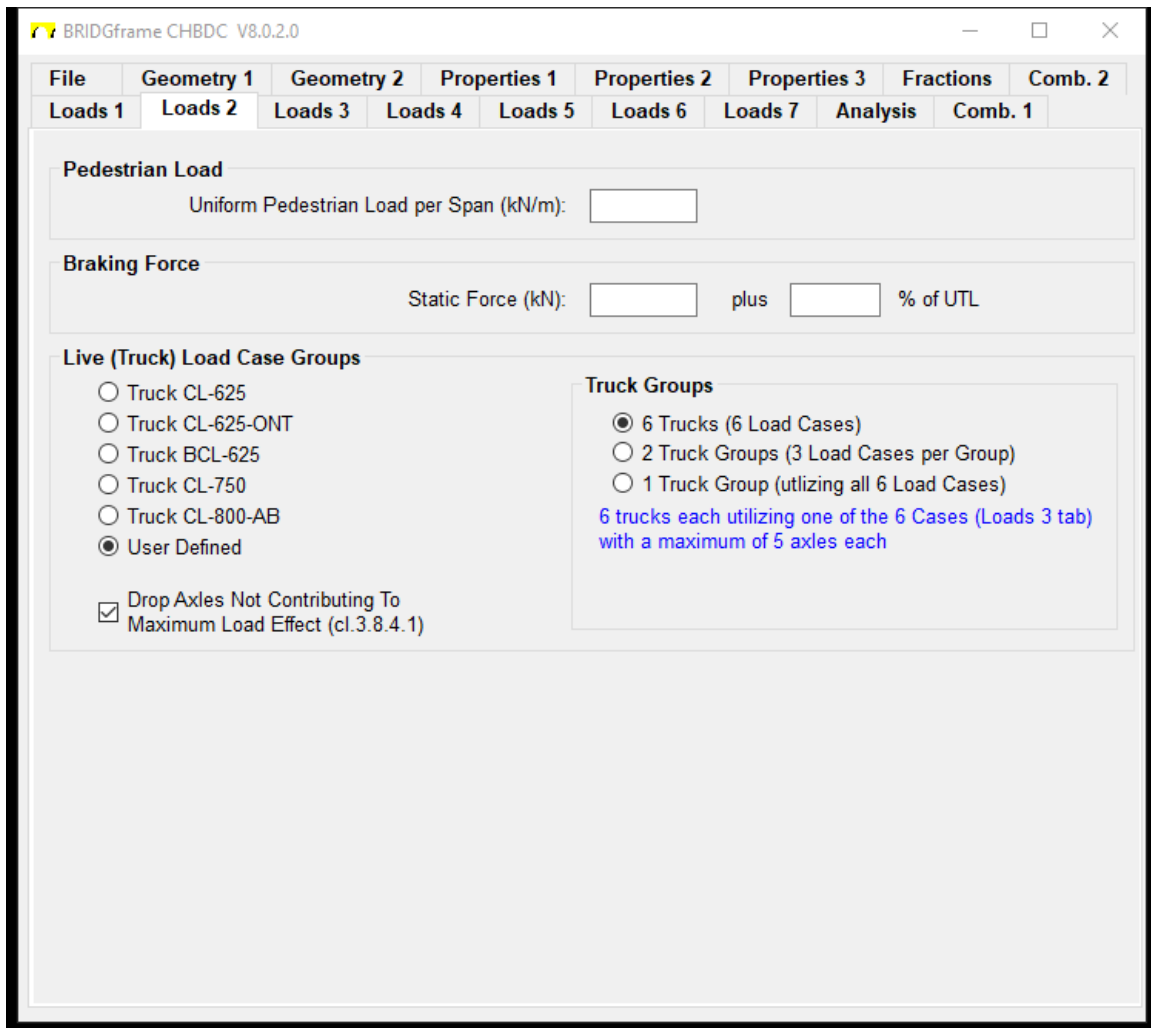 BRIDGframe CHBDC V8.0.2.0
File Geometry 1 Geometry 2 Properties 1 Properties 2 Properties 3 Fractions Comb. 2
Loads 1 Loads 2 Loads 3 Loads 4 Loads 5 Loads 6 Loads 7 Analysis Comb. 1
Pedestrian Load
Uniform Pedestrian Load per Span (kN/m):
Braking Force
Static Force (kN): plus % of UTL
Live (Truck) Load Case Groups
Truck CL-625
Truck CL-625-ONT
Truck BCL-625
Truck CL-750
Truck CL-800-AB
User Defined
Drop Axles Not Contributing To
Maximum Load Effect (cl.3.8.4.1)
Truck Groups
6 Trucks (6 Load Cases)
2 Truck Groups (3 Load Cases per Group)
1 Truck Group (utlizing all 6 Load Cases)
6 trucks each utilizing one of the 6 Cases (Loads 3 tab)
with a maximum of 5 axles each